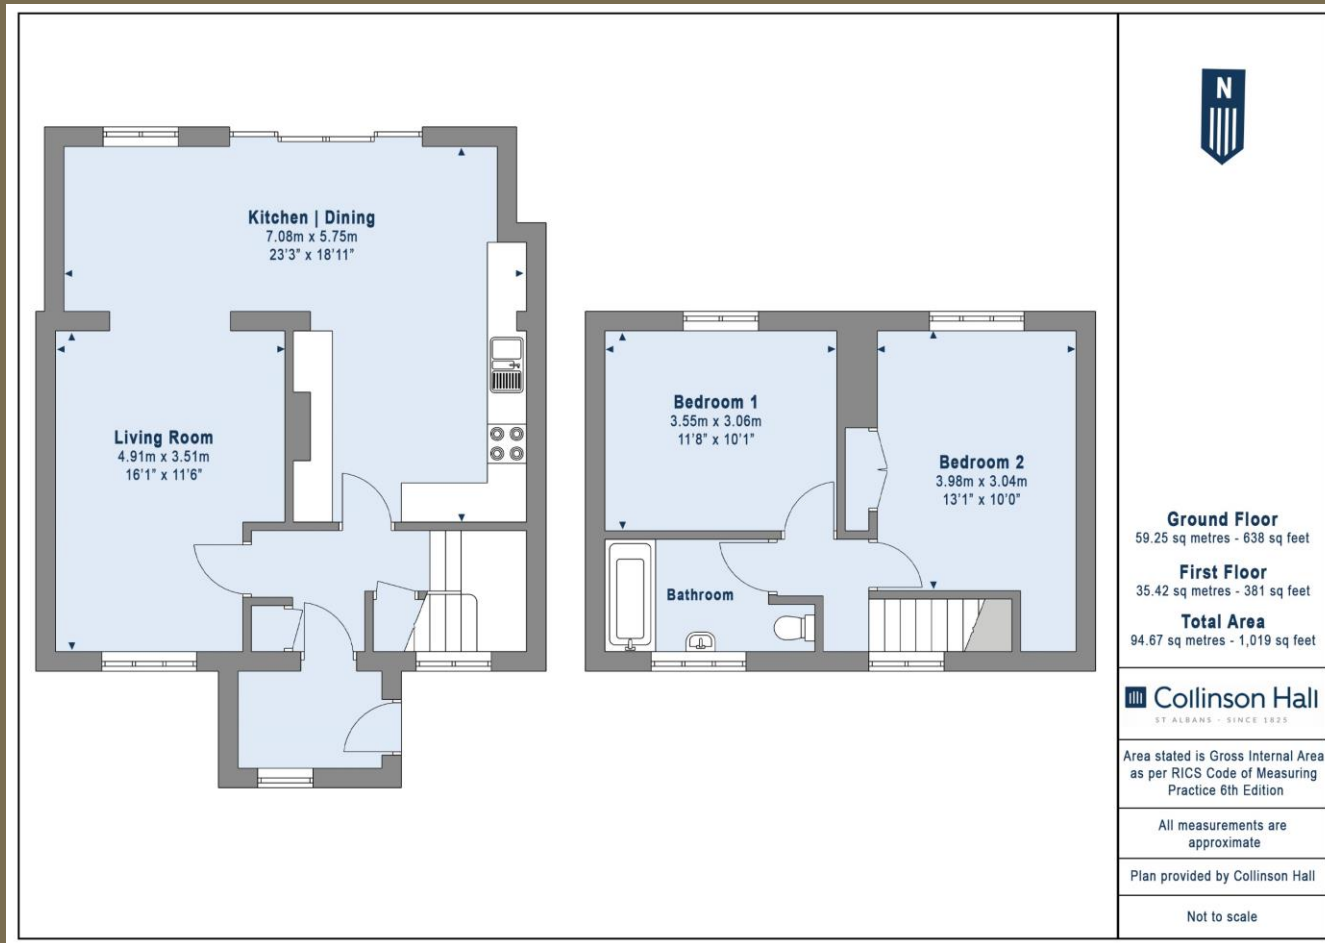 N
Kitchen | Dining
7.08m x 5.75m
23'3" x 18'11"
Living Room
4.91m x 3.51m
16'1" x 11'6"
Bedroom 1
3.55m x 3.06m
11'8" x 10'1"
Bedroom 2
3.98m x 3.04m
13'1" x 10'0"
Bathroom
Ground Floor
59.25 sq metres - 638 sq feet
First Floor
35.42 sq metres - 381 sq feet
Total Area
94.67 sq metres - 1,019 sq feet
Collinson Hall
ST ALBANS - SINCE 1825
Area stated is Gross Internal Area
as per RICS Code of Measuring
Practice 6th Edition
All measurements are
approximate
Plan provided by Collinson Hall
Not to scale